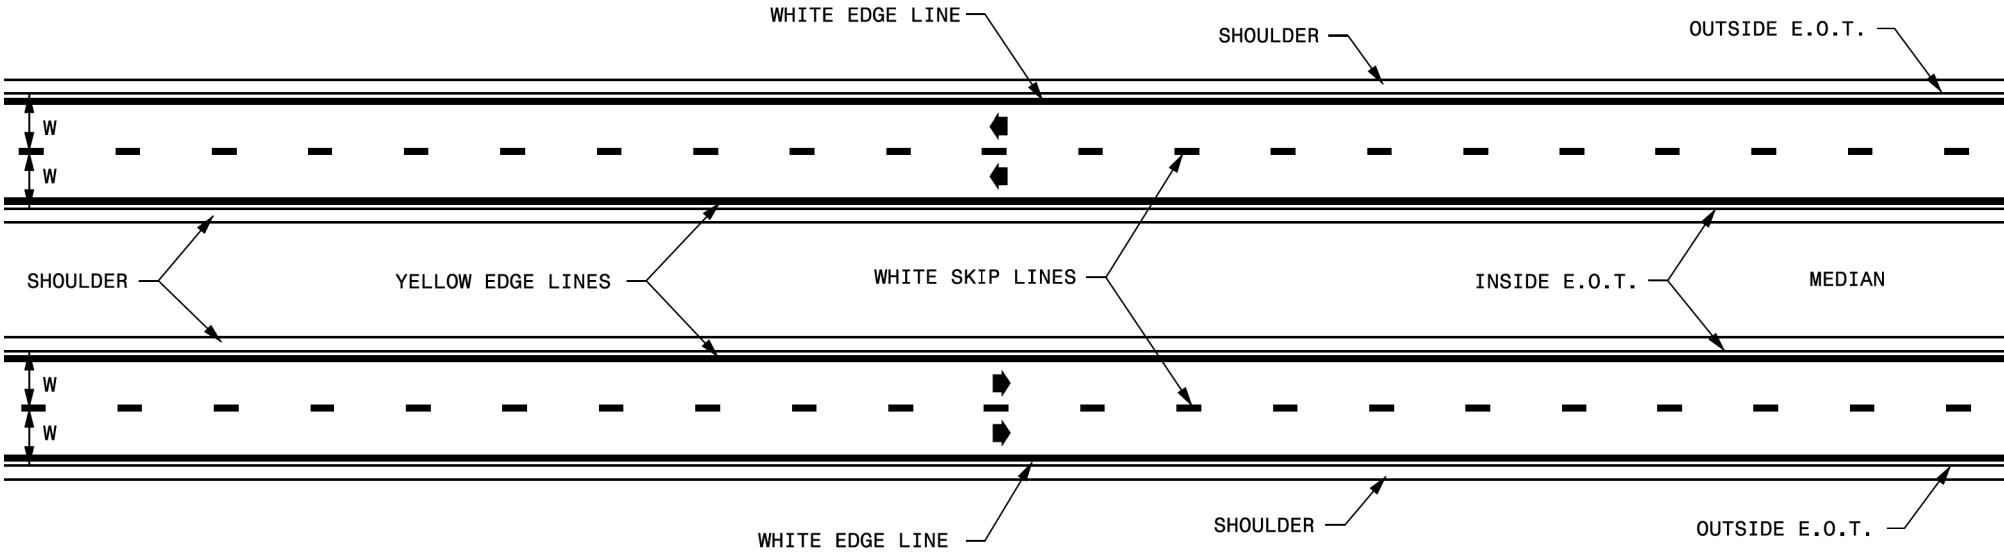 WHITE EDGE LINE
SHOULDER
OUTSIDE E.O.T.
W
W
SHOULDER
YELLOW EDGE LINES
WHITE SKIP LINES
INSIDE E.O.T.
MEDIAN
W
W
WHITE EDGE LINE
SHOULDER
OUTSIDE E.O.T.